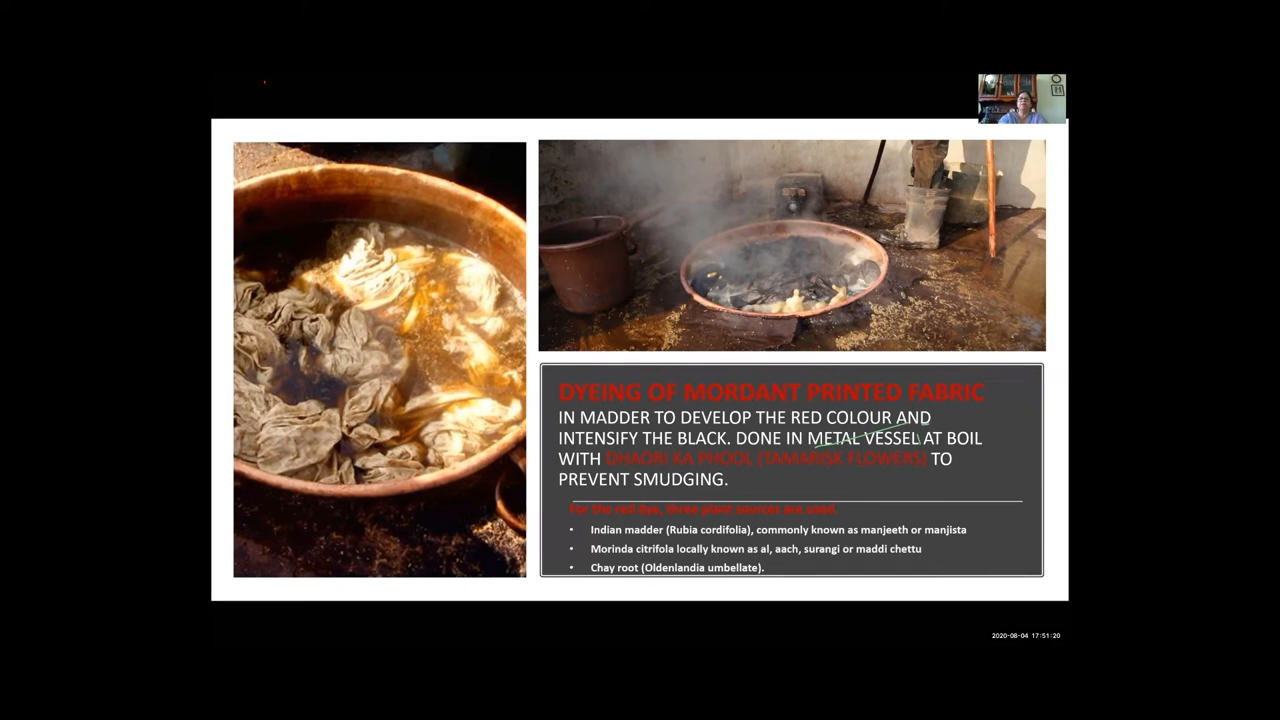 DYEING OF MORDANT PRINTED FABRIC
IN MADDER TO DEVELOP THE RED COLOUR AND
INTENSIFY THE BLACK. DONE IN METAL VESSEL AT BOIL
WITH DHAORI KA PHOOL (TAMARISK FLOWERS) TO
PREVENT SMUDGING.
For the red dye, three plant sources are used.
• Indian madder (Rubia cordifolia), commonly known as manjeeth or manjista
• Morinda citrifola locally known as al, aach, surangi or maddi chettu
• Chay root (Oldenlandia umbellate).
2020-08-04 17:51:20